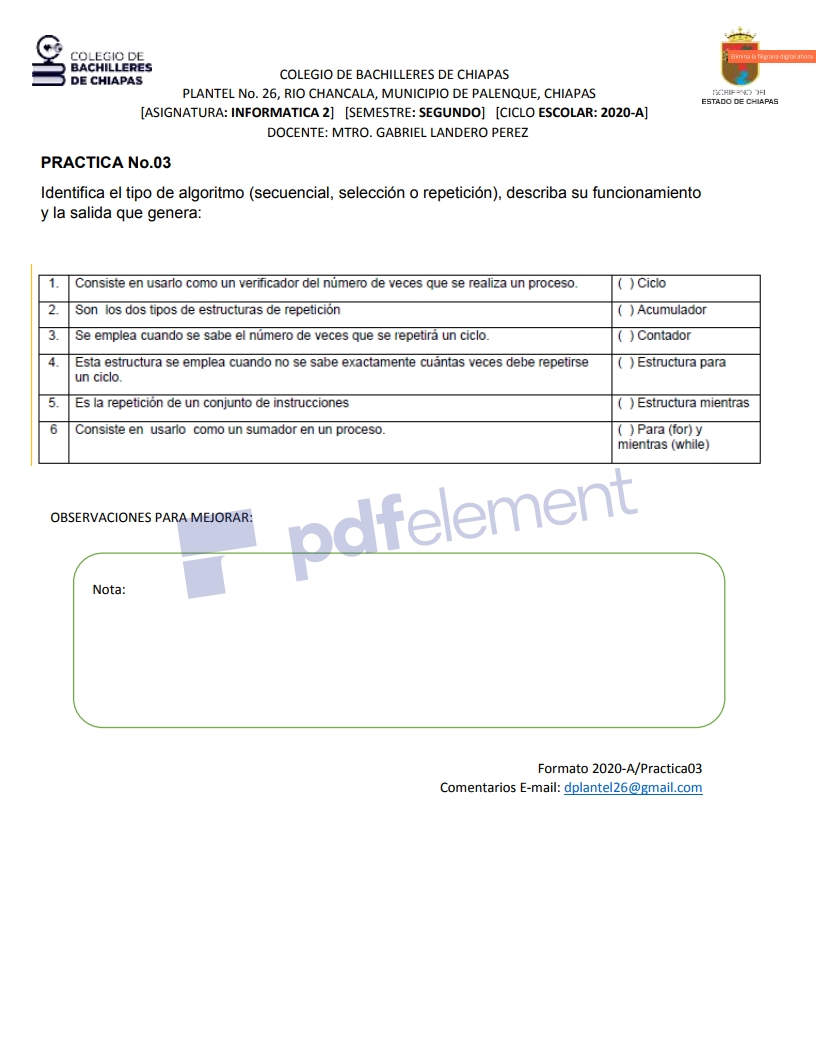 COLEGIO DE
BACHILLERES
DE CHIAPAS
Elimina la filigrana digital ahora
GOBIERNO DEL
ESTADO DE CHIAPAS
COLEGIO DE BACHILLERES DE CHIAPAS
PLANTEL No. 26, RIO CHANCALA, MUNICIPIO DE PALENQUE, CHIAPAS
[ASIGNATURA: INFORMATICA 2] [SEMESTRE: SEGUNDO] [CICLO ESCOLAR: 2020-A]
DOCENTE: MTRO. GABRIEL LANDERO PEREZ
PRACTICA No.03
Identifica el tipo de algoritmo (secuencial, selección o repetición), describa su funcionamiento
y la salida que genera:
1. Consiste en usarlo como un verificador del número de veces que se realiza un proceso. ( ) Ciclo
2. Son los dos tipos de estructuras de repetición ( ) Acumulador
3. Se emplea cuando se sabe el número de veces que se repetirá un ciclo. ( ) Contador
4. Esta estructura se emplea cuando no se sabe exactamente cuántas veces debe repetirse ( ) Estructura para
un ciclo.
5. Es la repetición de un conjunto de instrucciones ( ) Estructura mientras
6 Consiste en usarlo como un sumador en un proceso. ( ) Para (for) y
mientras (while)
OBSERVACIONES PARA MEJORAR:
pdfelement
Nota:
Formato 2020-A/Practica03
Comentarios E-mail: dplantel26@gmail.com